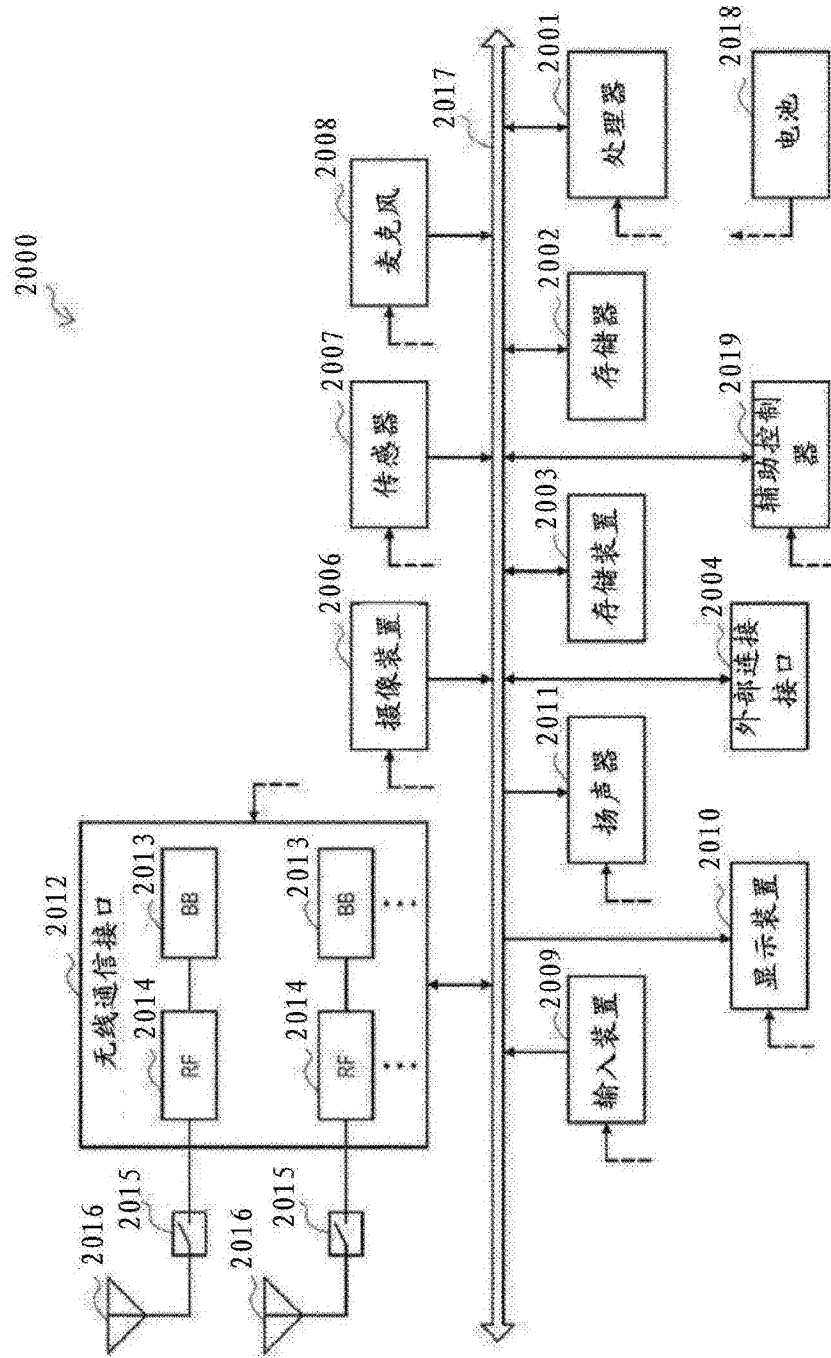 2000
2012
无线通信接口
2016
2015
2014
RF
2013
BB
2016
2015
2014
RF
2013
BB
2006
摄像装置
2007
传感器
2008
麦克风
2017
2009
输入装置
2011
扬声器
2003
存储装置
2002
存储器
2001
处理器
2010
显示装置
2004
外部连接
接口
2019
辅助控制
器
2018
电池